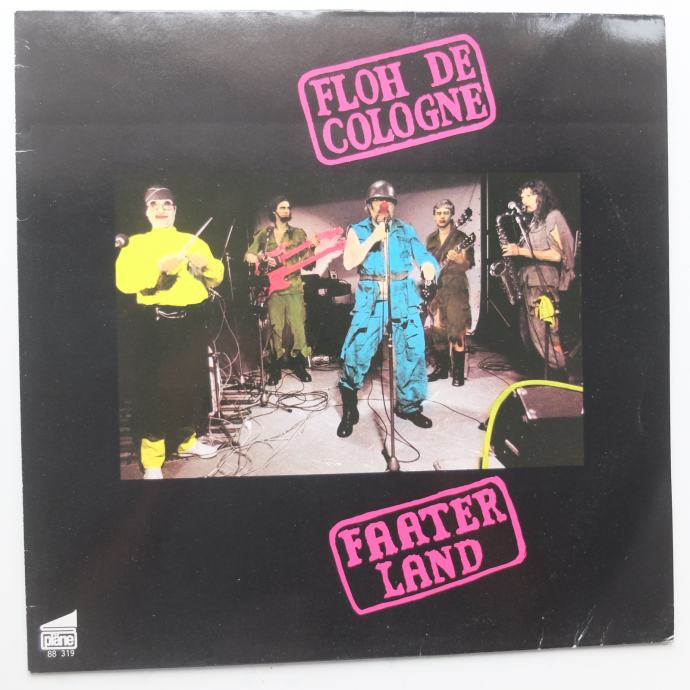 FLOH DE
COLOGNE
FAATER
LAND
pläne
88 319